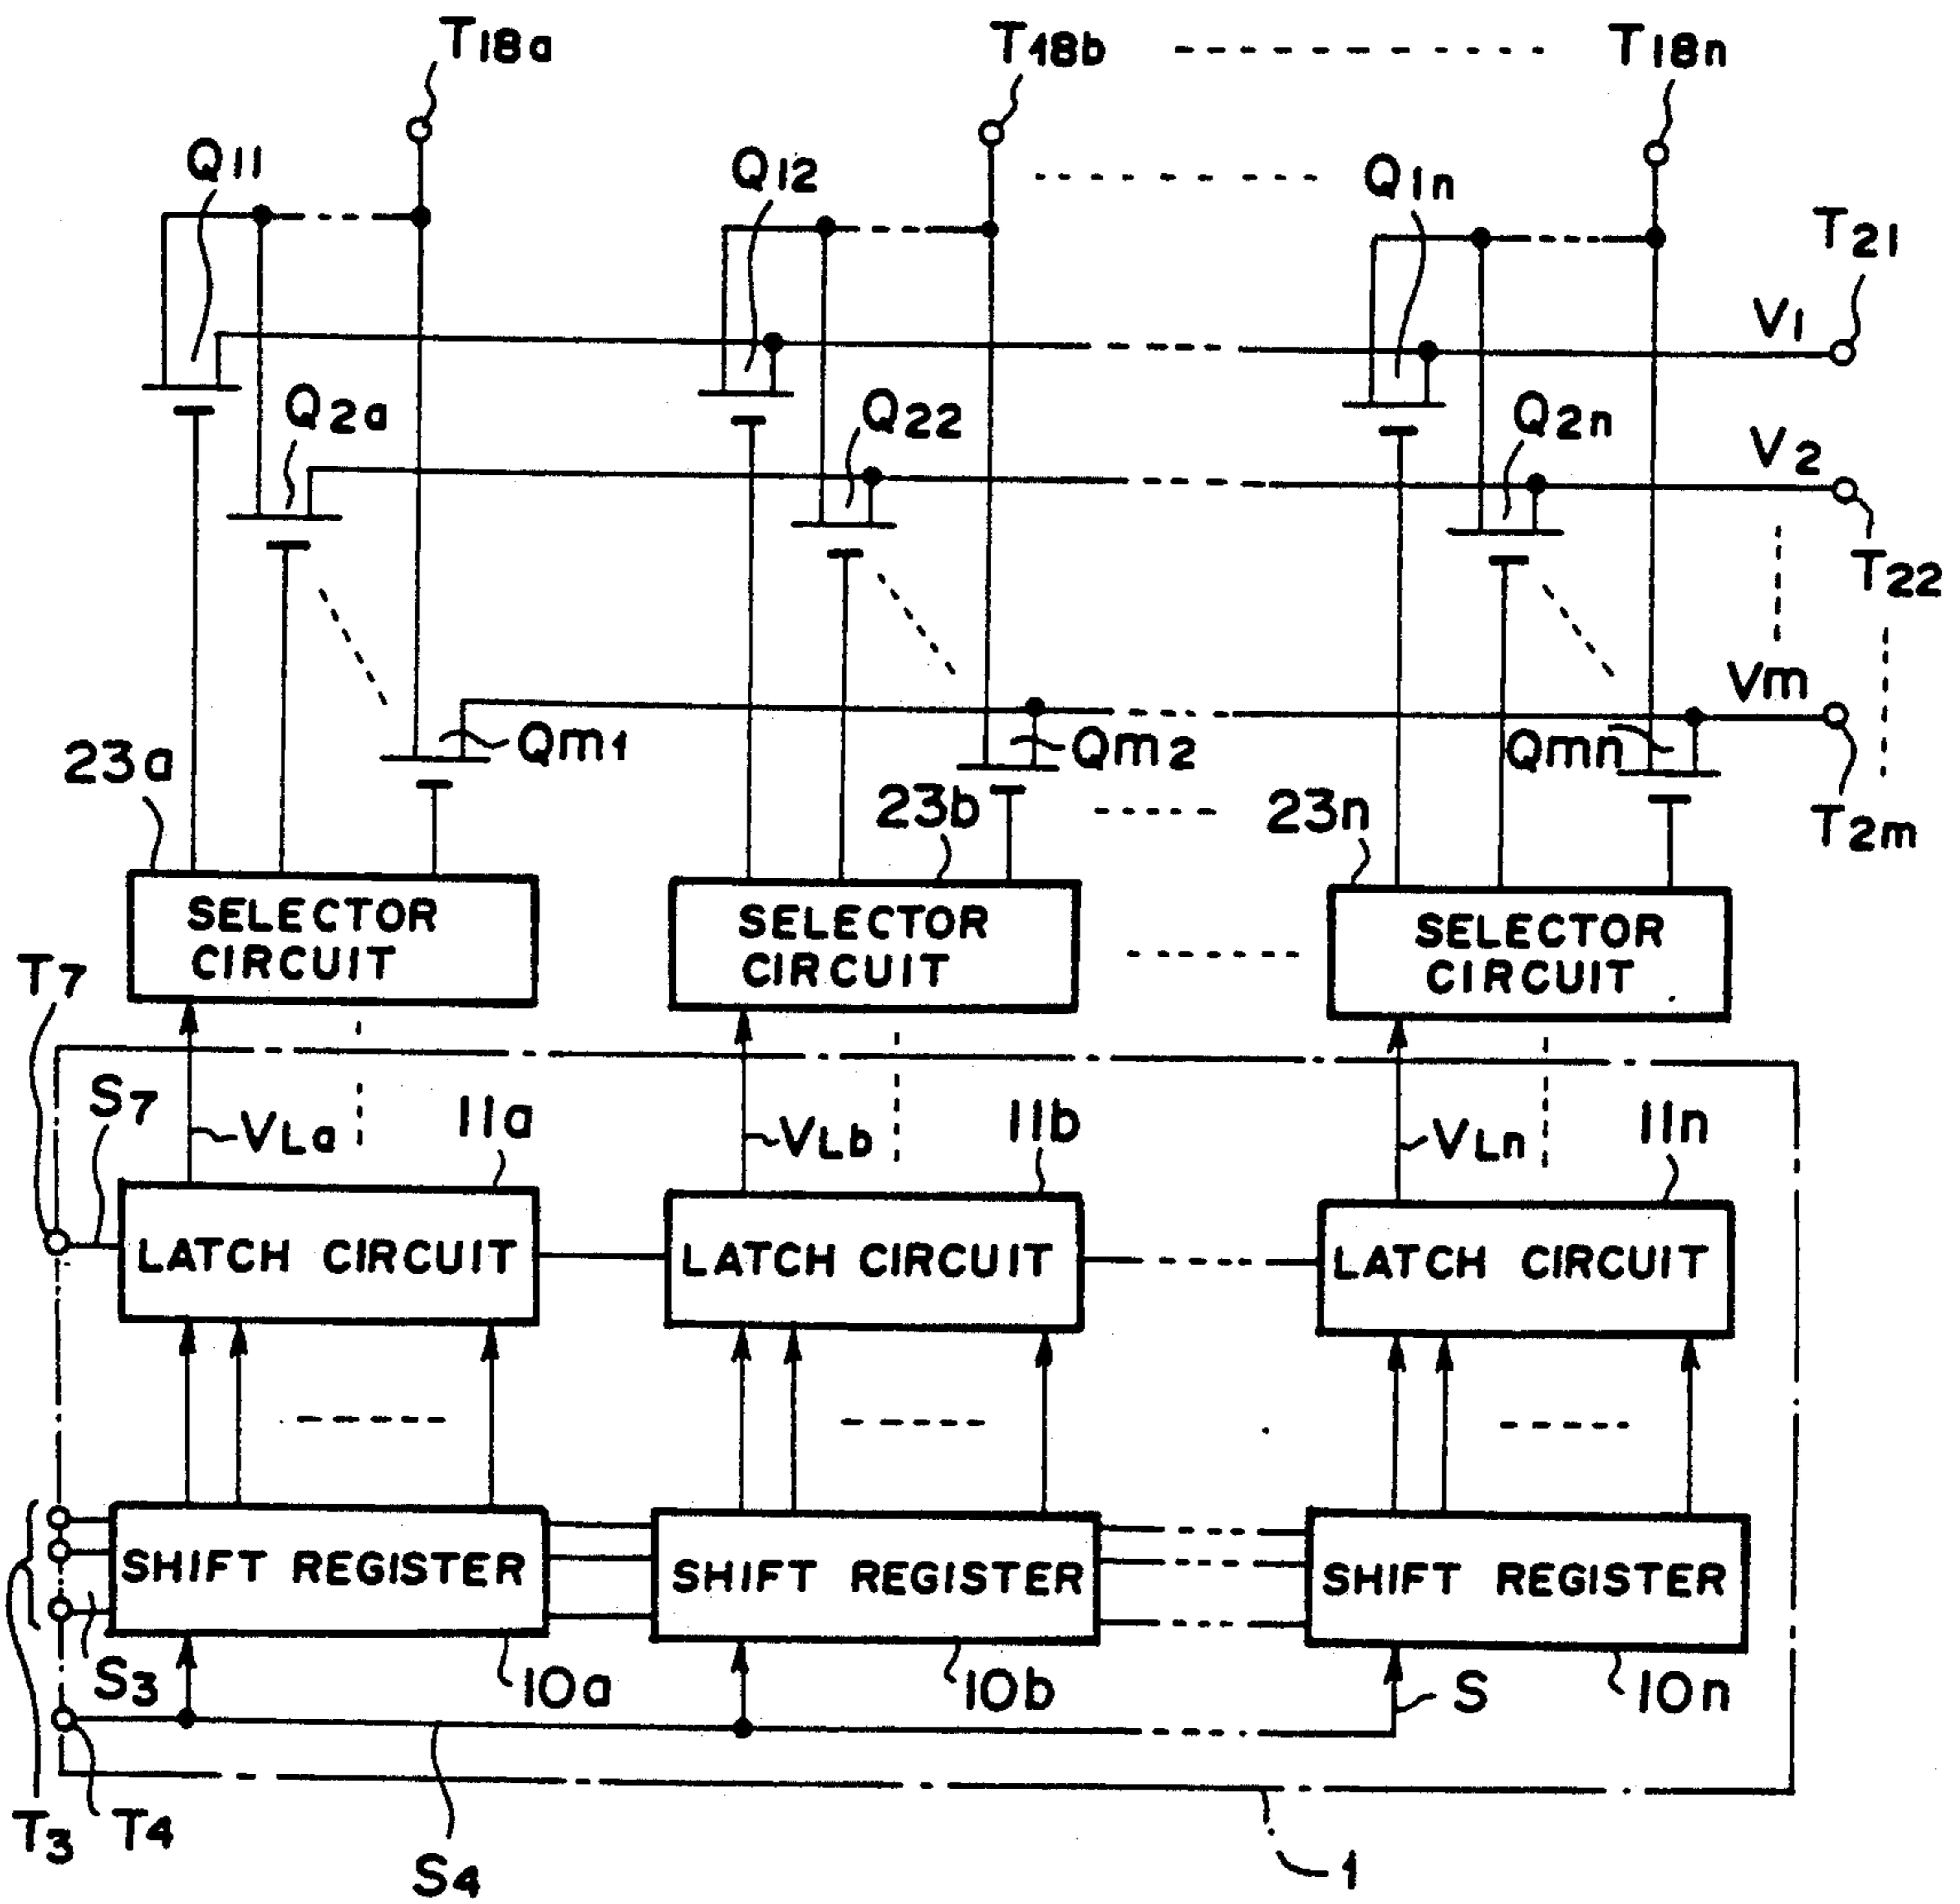 T18a
T18b
T18n
Q11
Q12
Q1n
T21
V1
Q2a
Q22
Q2n
V2
T22
Vm
Qm1
Qm2
Qmn
23a
23b
23n
T2m
SELECTOR
CIRCUIT
SELECTOR
CIRCUIT
SELECTOR
CIRCUIT
T7
S7
VLa
11a
VLb
11b
VLn
11n
LATCH CIRCUIT
LATCH CIRCUIT
LATCH CIRCUIT
SHIFT REGISTER
SHIFT REGISTER
SHIFT REGISTER
S3
10a
10b
S
10n
T3
T4
S4
1